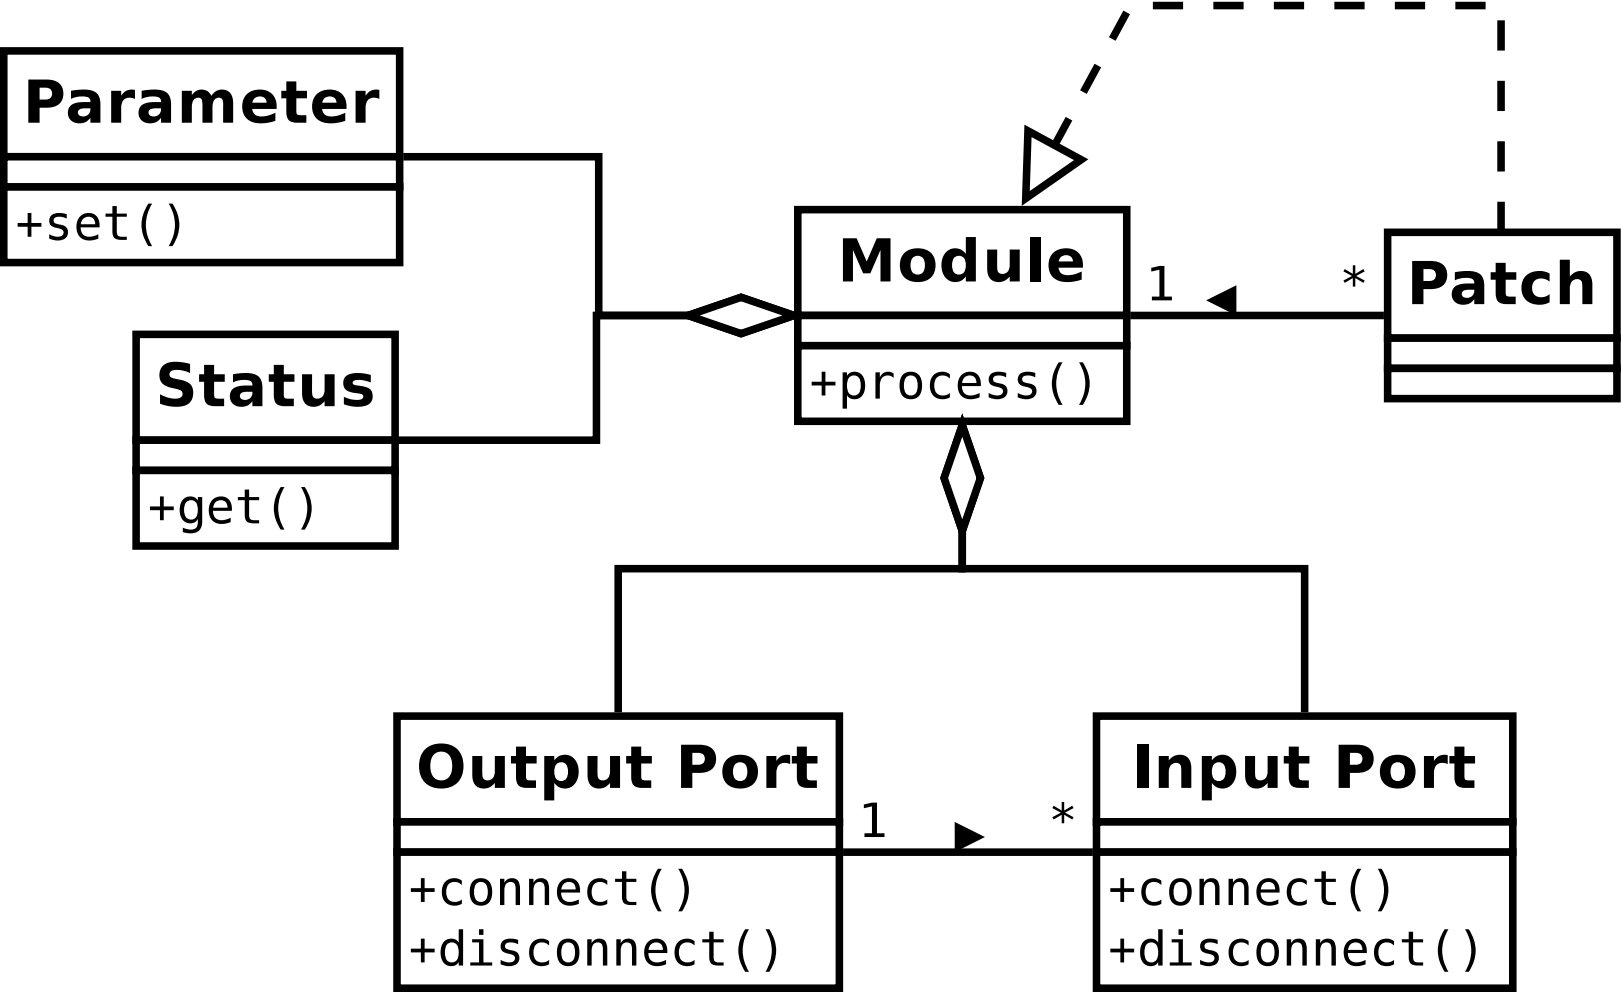 Parameter
+set()
Status
+get()
Module
+process()
1
*
Patch
Output Port
+connect()
+disconnect()
1
*
Input Port
+connect()
+disconnect()